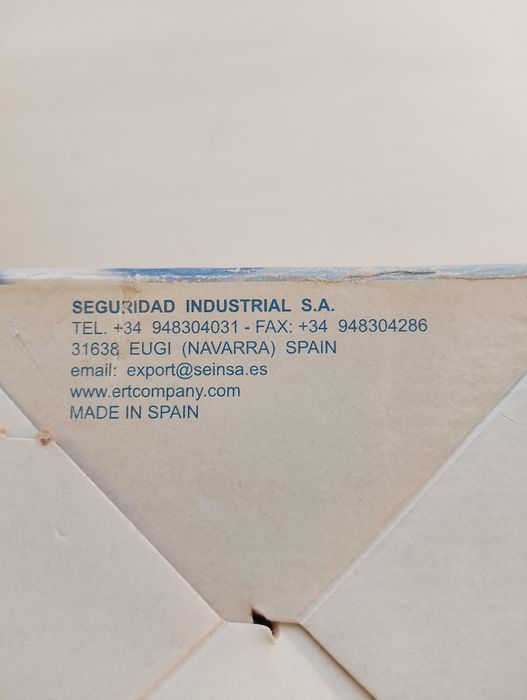 SEGURIDAD INDUSTRIAL S.A.
TEL. +34 948304031 - FAX: +34 948304286
31638 EUGI (NAVARRA) SPAIN
email: export@seinsa.es
www.ertcompany.com
MADE IN SPAIN